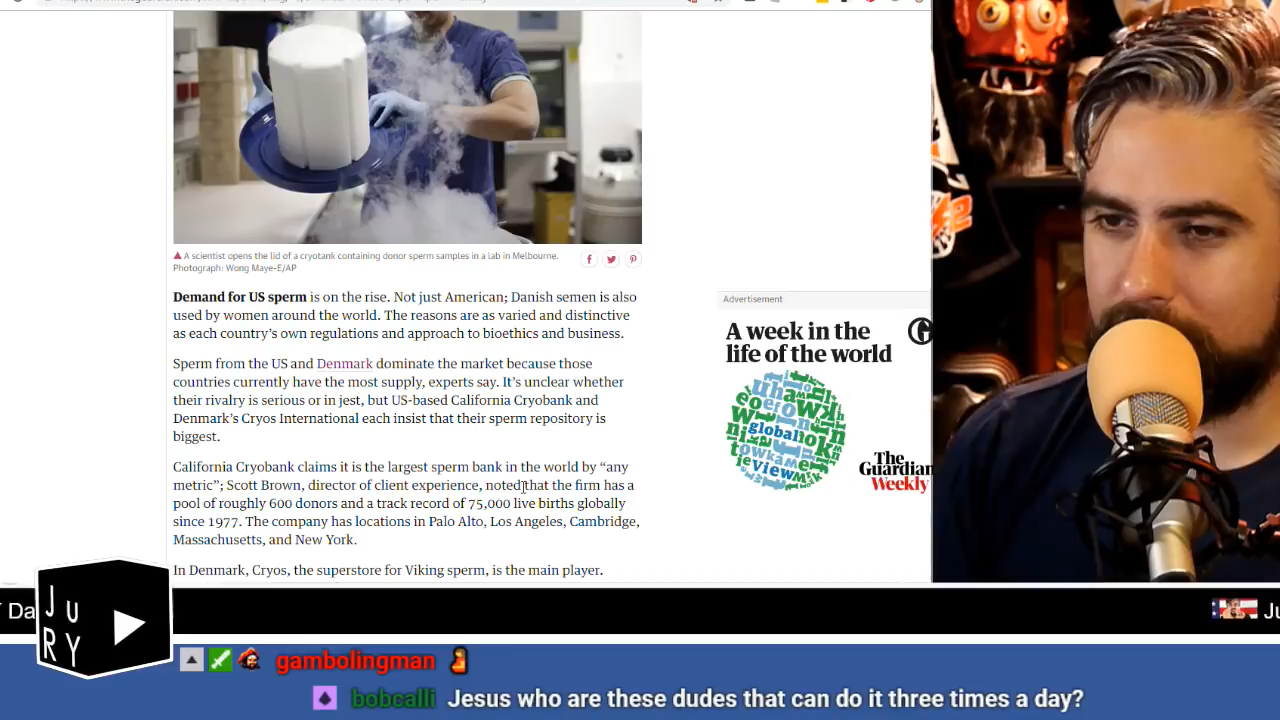 A scientist opens the lid of a cryotank containing donor sperm samples in a lab in Melbourne.
Photograph: Wong Maye-E/AP
Demand for US sperm is on the rise. Not just American; Danish semen is also
used by women around the world. The reasons are as varied and distinctive
as each country's own regulations and approach to bioethics and business.
Sperm from the US and Denmark dominate the market because those
countries currently have the most supply, experts say. It's unclear whether
their rivalry is serious or in jest, but US-based California Cryobank and
Denmark's Cryos International each insist that their sperm repository is
biggest.
California Cryobank claims it is the largest sperm bank in the world by “any
metric”; Scott Brown, director of client experience, noted that the firm has a
pool of roughly 600 donors and a track record of 75,000 live births globally
since 1977. The company has locations in Palo Alto, Los Angeles, Cambridge,
Massachusetts, and New York.
In Denmark, Cryos, the superstore for Viking sperm, is the main player.
Advertisement
A week in the
life of the world
global
view
The
Guardian
Weekly
Da
Ju
JU
RY
gambolingman
bobcalli Jesus who are these dudes that can do it three times a day?